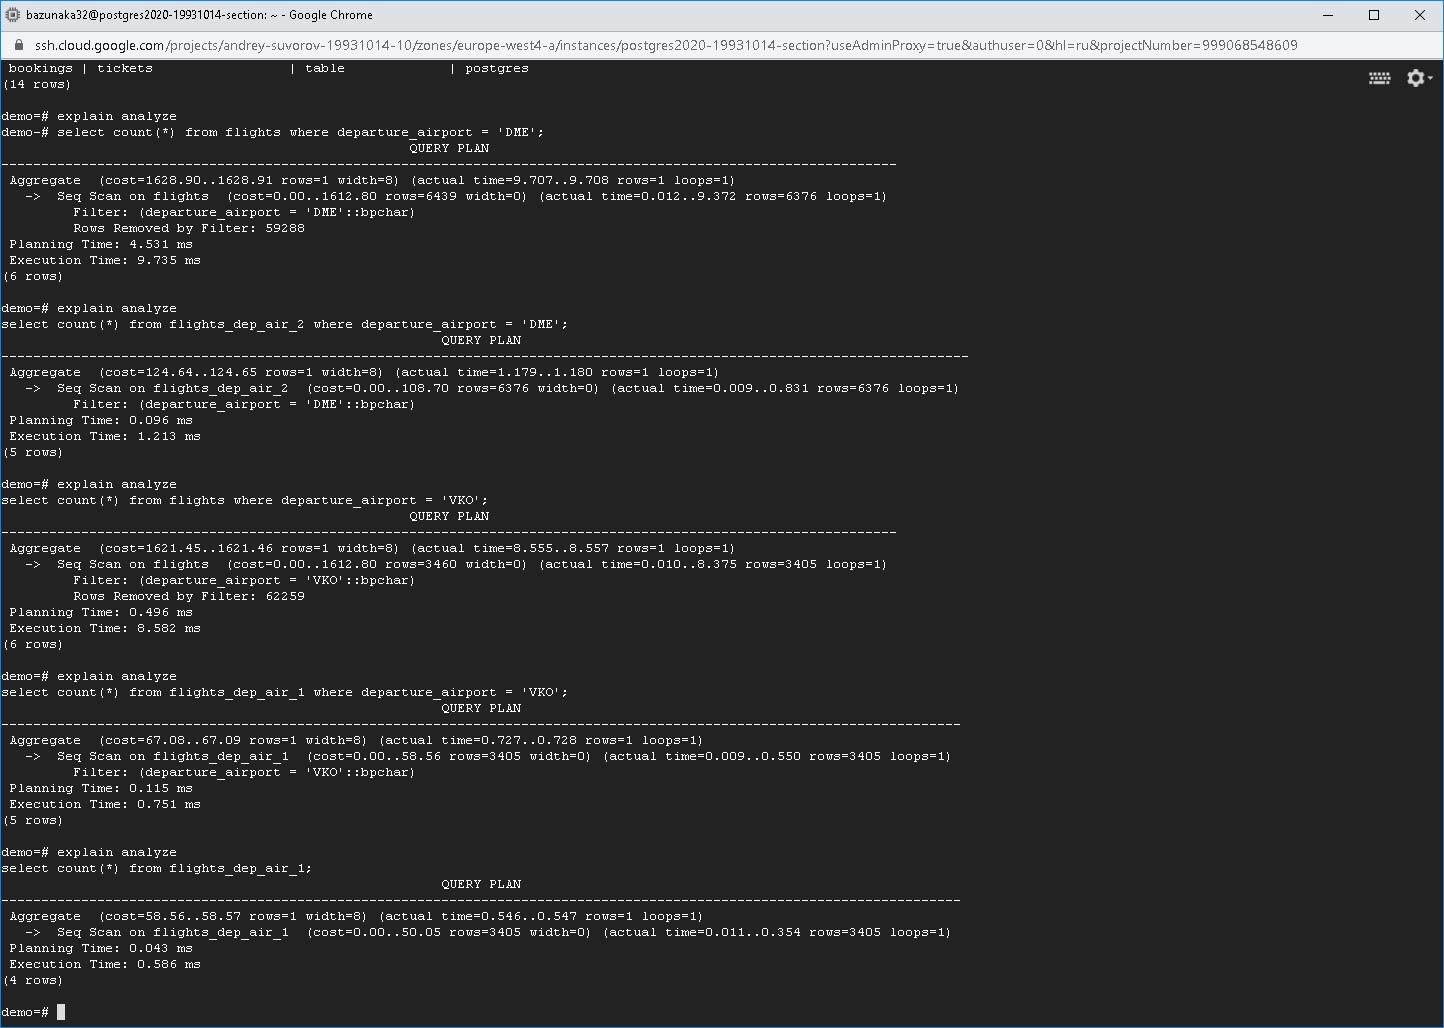 bazunaka32@postgres2020-19931014-section: ~ - Google Chrome
ssh.cloud.google.com/projects/andrey-suvorov-19931014-10/zones/europe-west4-a/instances/postgres2020-19931014-section?useAdminProxy=true&authuser=0&hl=ru&projectNumber=999068548609
bookings | tickets | table | postgres
(14 rows)
demo=# explain analyze
demo-# select count(*) from flights where departure_airport = 'DME';
QUERY PLAN
----------------------------------------------------------------------------------------------------------------
Aggregate (cost=1628.90..1628.91 rows=1 width=8) (actual time=9.707..9.708 rows=1 loops=1)
-> Seq Scan on flights (cost=0.00..1612.80 rows=6439 width=0) (actual time=0.012..9.372 rows=6376 loops=1)
Filter: (departure_airport = 'DME'::bpchar)
Rows Removed by Filter: 59288
Planning Time: 4.531 ms
Execution Time: 9.735 ms
(6 rows)
demo=# explain analyze
select count(*) from flights_dep_air_2 where departure_airport = 'DME';
QUERY PLAN
-------------------------------------------------------------------------------------------------------------------------
Aggregate (cost=124.64..124.65 rows=1 width=8) (actual time=1.179..1.180 rows=1 loops=1)
-> Seq Scan on flights_dep_air_2 (cost=0.00..108.70 rows=6376 width=0) (actual time=0.009..0.831 rows=6376 loops=1)
Filter: (departure_airport = 'DME'::bpchar)
Planning Time: 0.096 ms
Execution Time: 1.213 ms
(5 rows)
demo=# explain analyze
select count(*) from flights where departure_airport = 'VKO';
QUERY PLAN
----------------------------------------------------------------------------------------------------------------
Aggregate (cost=1621.45..1621.46 rows=1 width=8) (actual time=8.555..8.557 rows=1 loops=1)
-> Seq Scan on flights (cost=0.00..1612.80 rows=3460 width=0) (actual time=0.010..8.375 rows=3405 loops=1)
Filter: (departure_airport = 'VKO'::bpchar)
Rows Removed by Filter: 62259
Planning Time: 0.496 ms
Execution Time: 8.582 ms
(6 rows)
demo=# explain analyze
select count(*) from flights_dep_air_1 where departure_airport = 'VKO';
QUERY PLAN
------------------------------------------------------------------------------------------------------------------------
Aggregate (cost=67.08..67.09 rows=1 width=8) (actual time=0.727..0.728 rows=1 loops=1)
-> Seq Scan on flights_dep_air_1 (cost=0.00..58.56 rows=3405 width=0) (actual time=0.009..0.550 rows=3405 loops=1)
Filter: (departure_airport = 'VKO'::bpchar)
Planning Time: 0.115 ms
Execution Time: 0.751 ms
(5 rows)
demo=# explain analyze
select count(*) from flights_dep_air_1;
QUERY PLAN
------------------------------------------------------------------------------------------------------------------------
Aggregate (cost=58.56..58.57 rows=1 width=8) (actual time=0.546..0.547 rows=1 loops=1)
-> Seq Scan on flights_dep_air_1 (cost=0.00..50.05 rows=3405 width=0) (actual time=0.011..0.354 rows=3405 loops=1)
Planning Time: 0.043 ms
Execution Time: 0.586 ms
(4 rows)
demo=#